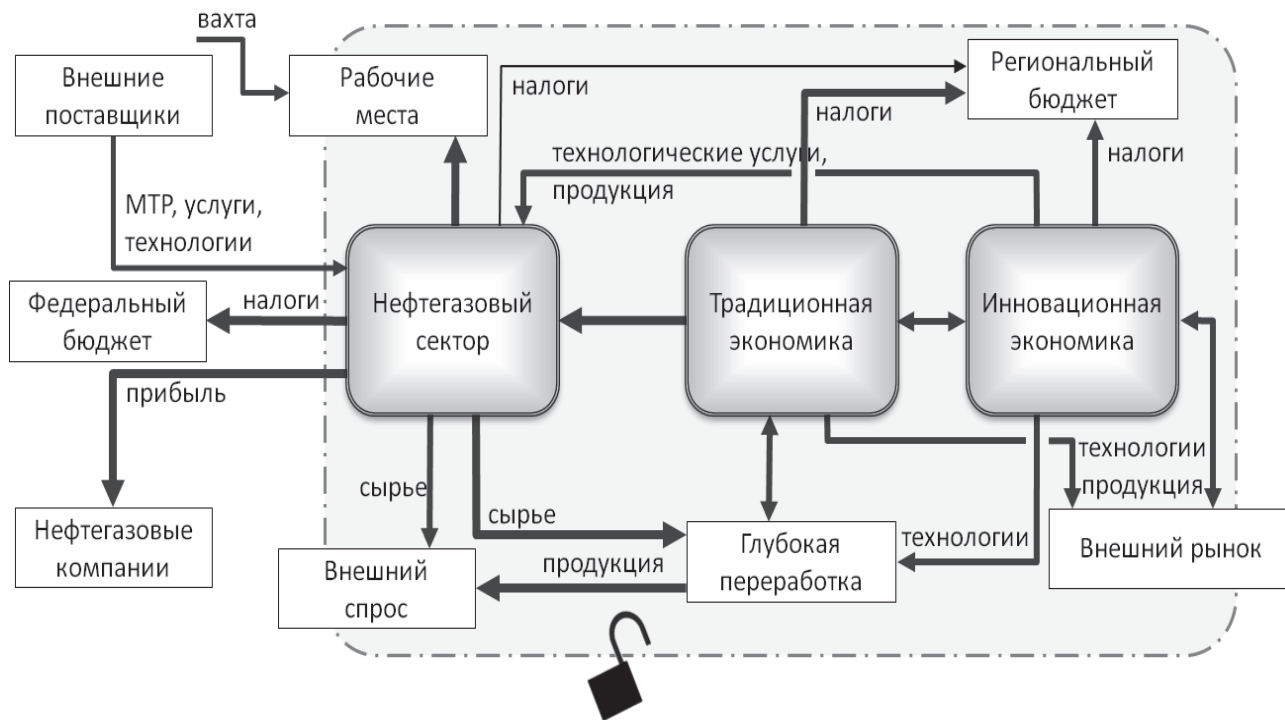 вахта
Внешние
поставщики
Рабочие
места
налоги
налоги
Региональный
бюджет
налоги
технологические услуги,
продукция
МТР, услуги,
технологии
Федеральный
бюджет
налоги
Нефтегазовый
сектор
Традиционная
экономика
Инновационная
экономика
прибыль
сырье
сырье
технологии
продукция
Нефтегазовые
компании
Внешний
спрос
продукция
Глубокая
переработка
технологии
Внешний рынок